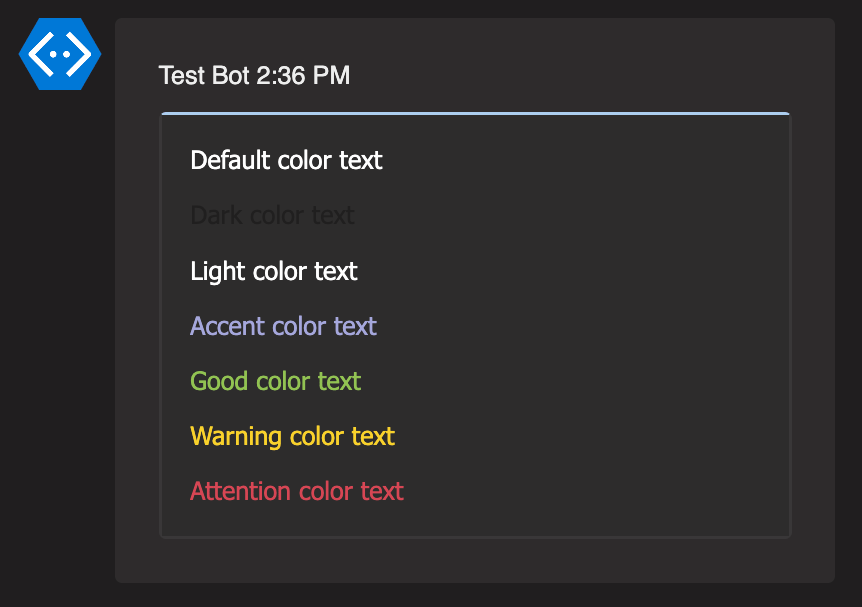 Test Bot 2:36 PM
Default color text
Dark color text
Light color text
Accent color text
Good color text
Warning color text
Attention color text